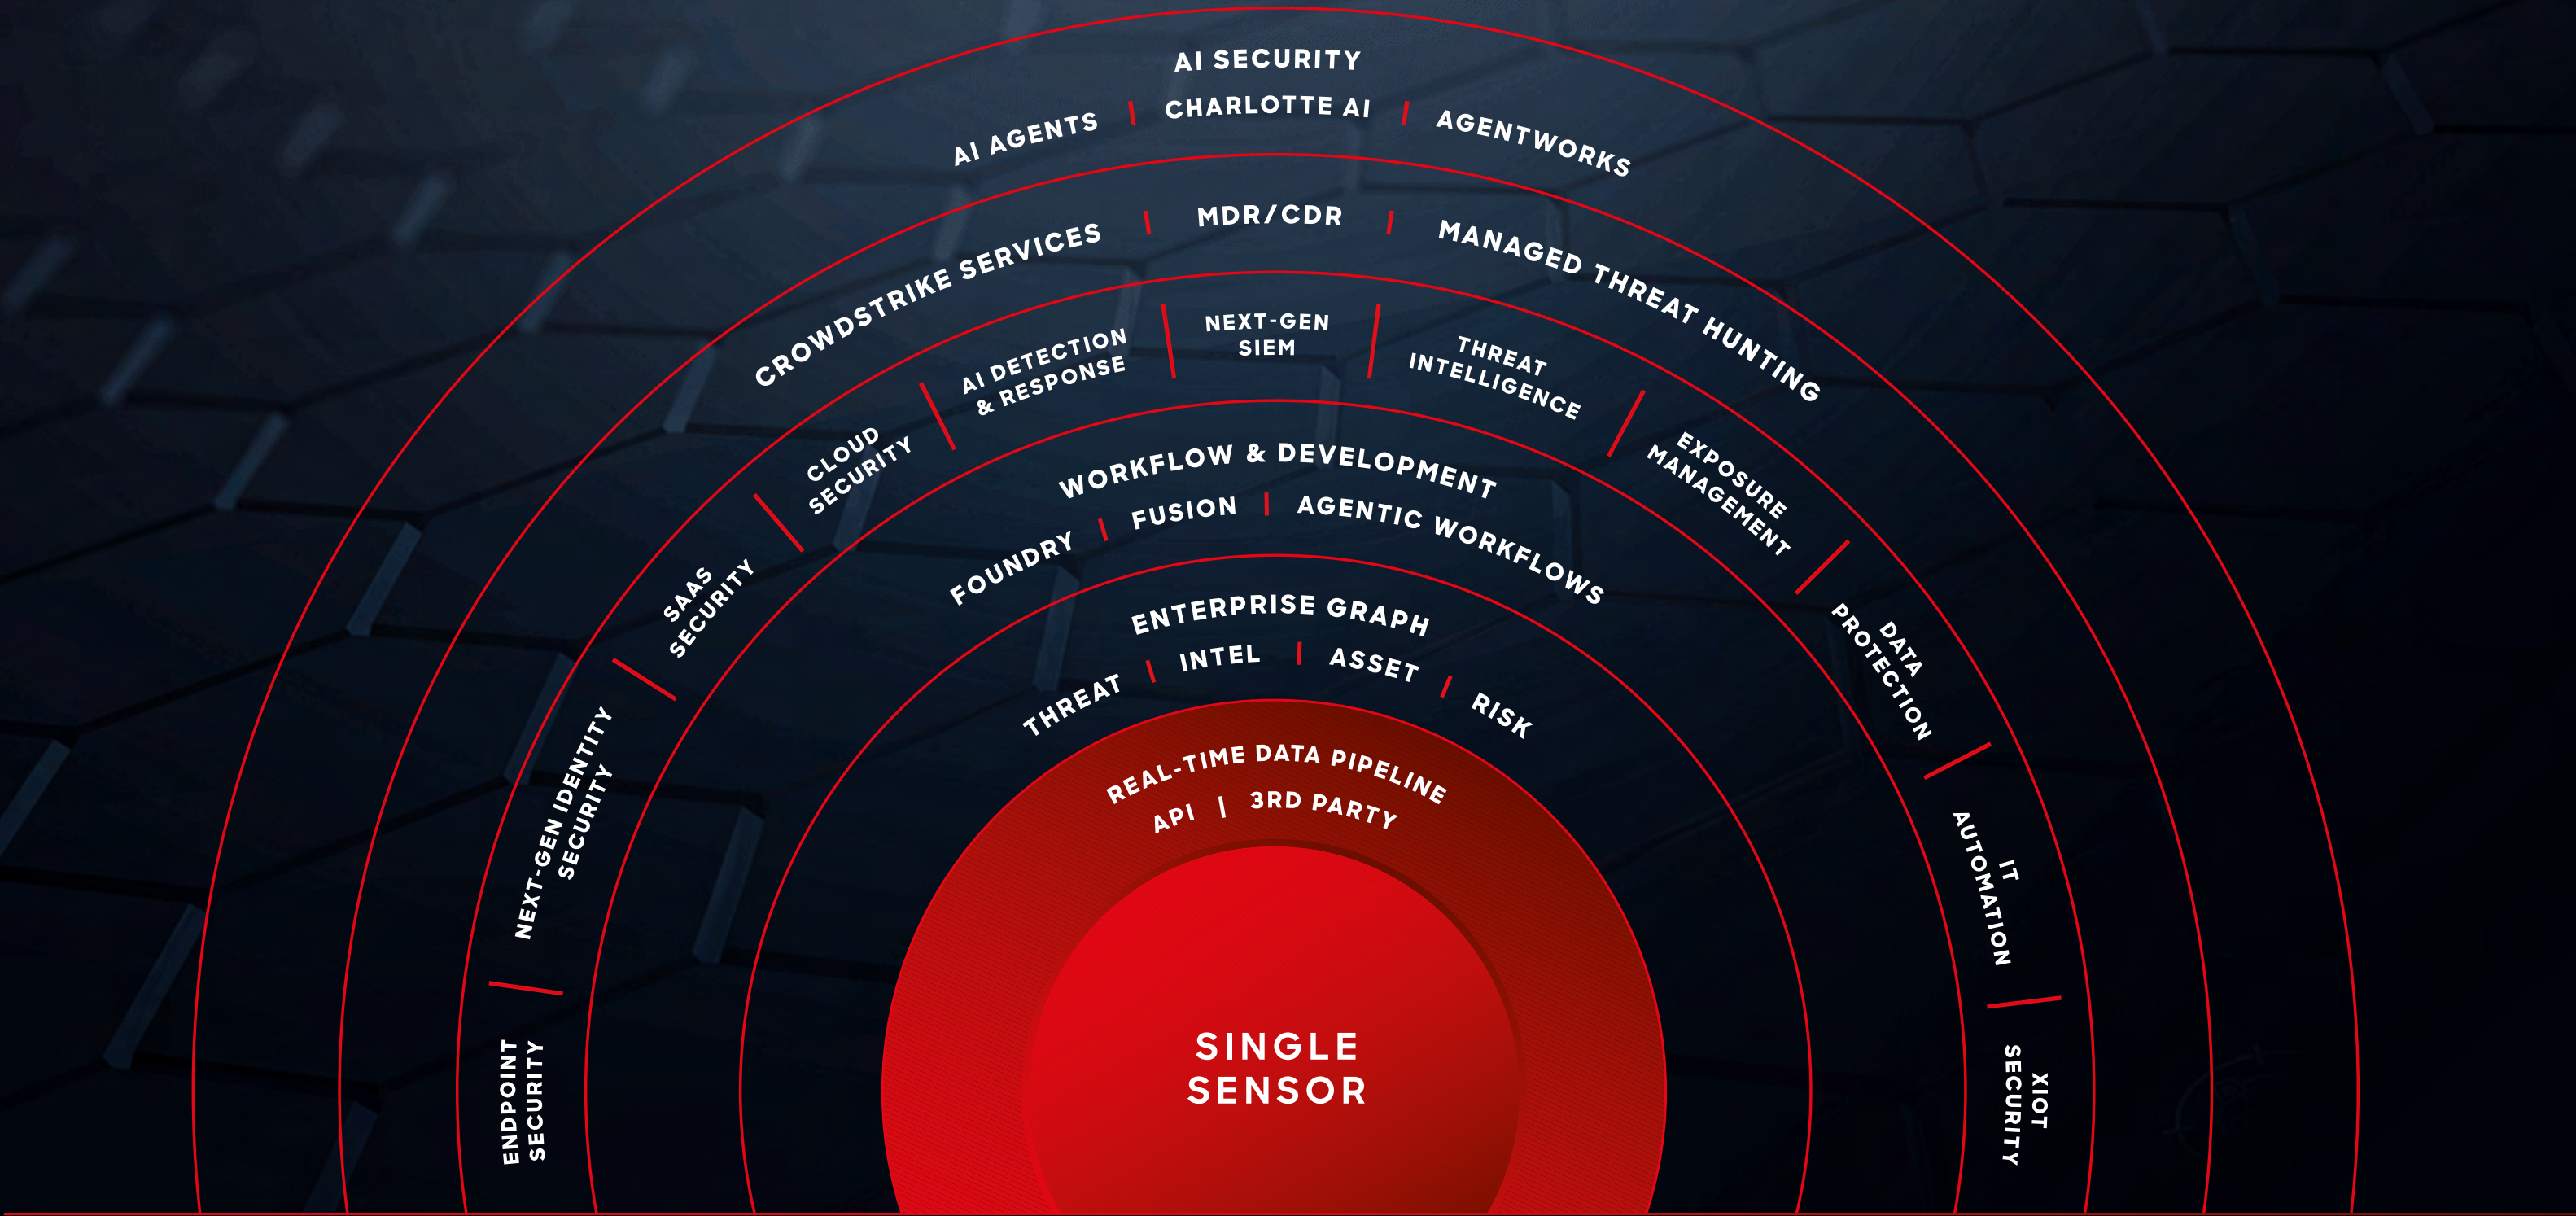 AI SECURITY
AI AGENTS | CHARLOTTE AI | AGENTWORKS
CROWDSTRIKE SERVICES | MDR/CDR | MANAGED THREAT HUNTING
ENDPOINT
SECURITY
NEXT-GEN IDENTITY
SECURITY
SAAS
SECURITY
CLOUD
SECURITY
AI DETECTION
& RESPONSE
NEXT-GEN
SIEM
THREAT
INTELLIGENCE
EXPOSURE
MANAGEMENT
DATA
PROTECTION
IT
AUTOMATION
XIOT
SECURITY
WORKFLOW & DEVELOPMENT
FOUNDRY | FUSION | AGENTIC WORKFLOWS
ENTERPRISE GRAPH
THREAT | INTEL | ASSET | RISK
REAL-TIME DATA PIPELINE
API | 3RD PARTY
SINGLE
SENSOR